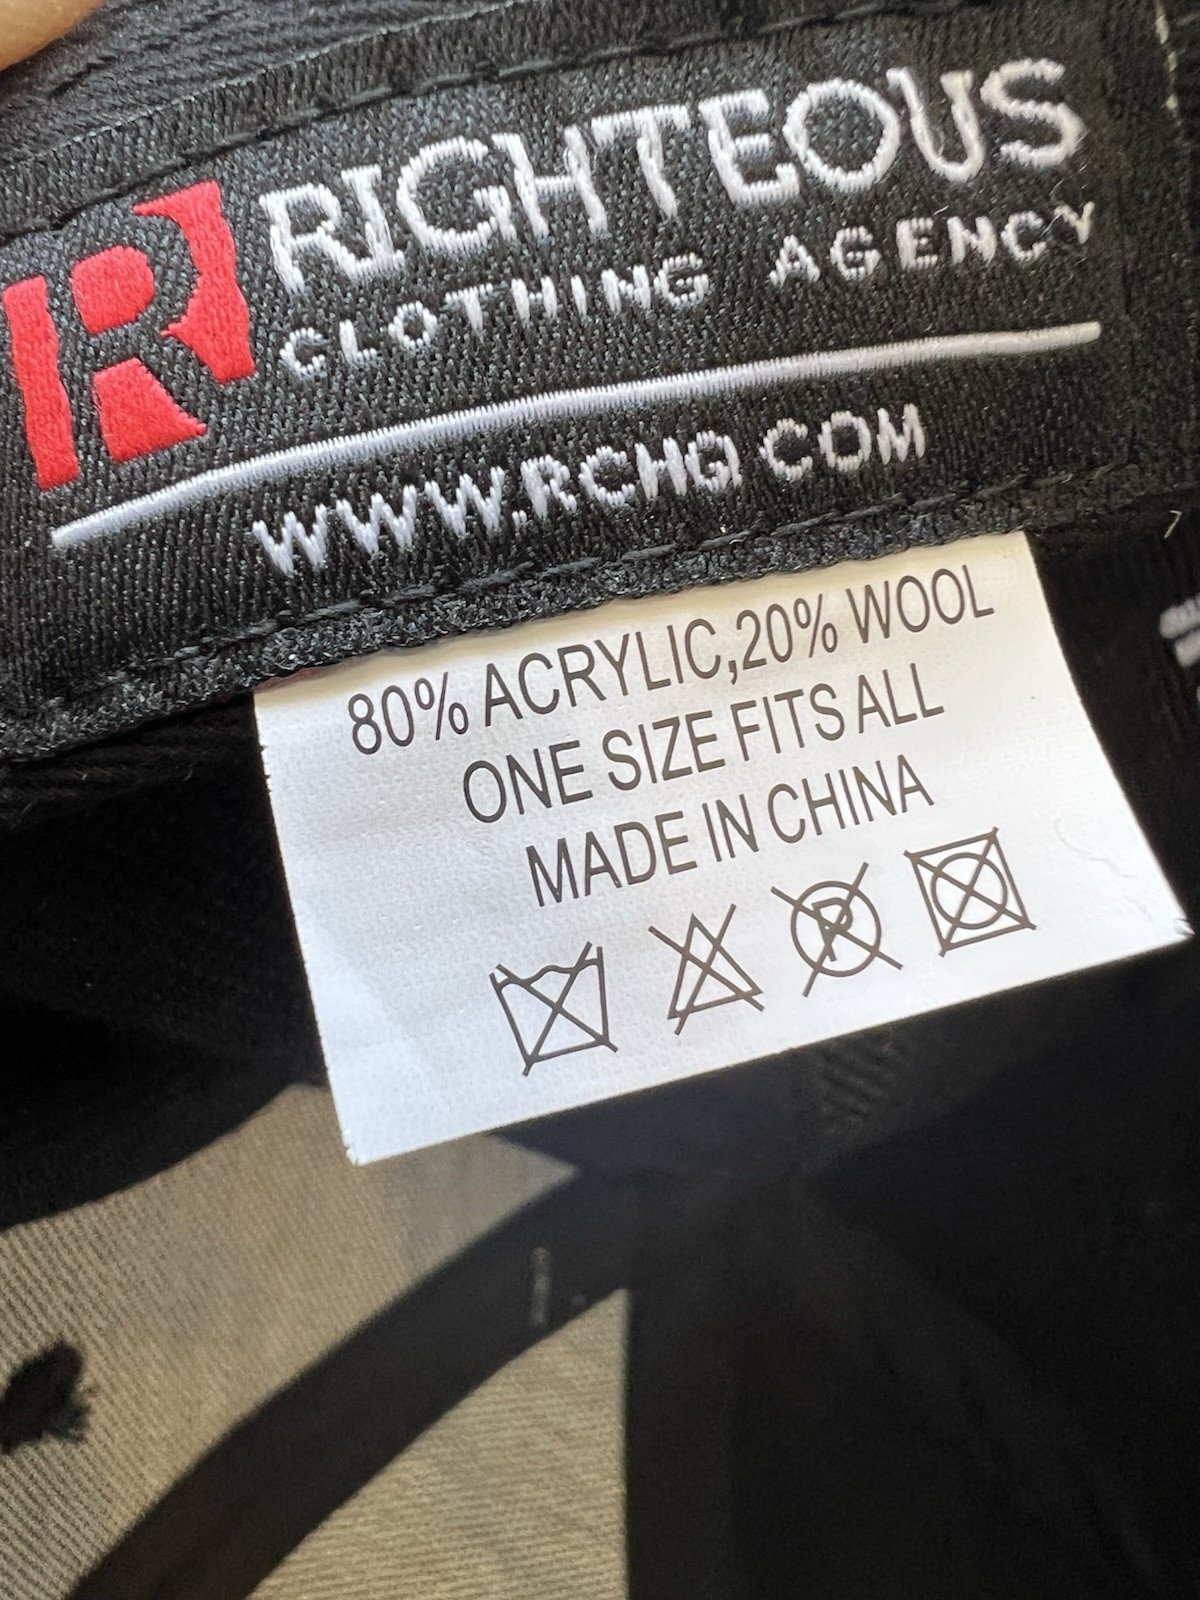 R
RIGHTEOUS
CLOTHING AGENCY
WWW.RCHQ.COM
80% ACRYLIC,20% WOOL
ONE SIZE FITS ALL
MADE IN CHINA
P